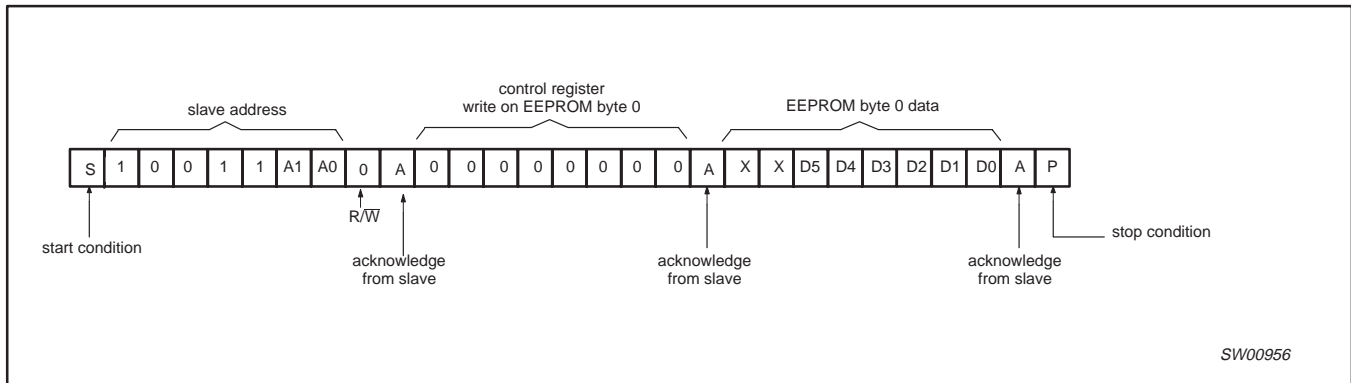 control register
write on EEPROM byte 0
slave address
EEPROM byte 0 data
S 1 0 0 1 1 A1 A0 0 A 0 0 0 0 0 0 0 0 A X X D5 D4 D3 D2 D1 D0 A P
R/W̅
start condition
stop condition
acknowledge
from slave
acknowledge
from slave
acknowledge
from slave
SW00956